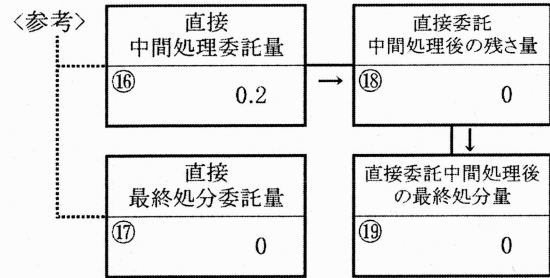 <参考>
直接
中間処理委託量
⑯
0.2
→
直接委託
中間処理後の残さ量
⑱
0
↓
直接
最終処分委託量
⑰
0
直接委託中間処理後
の最終処分量
⑲
0